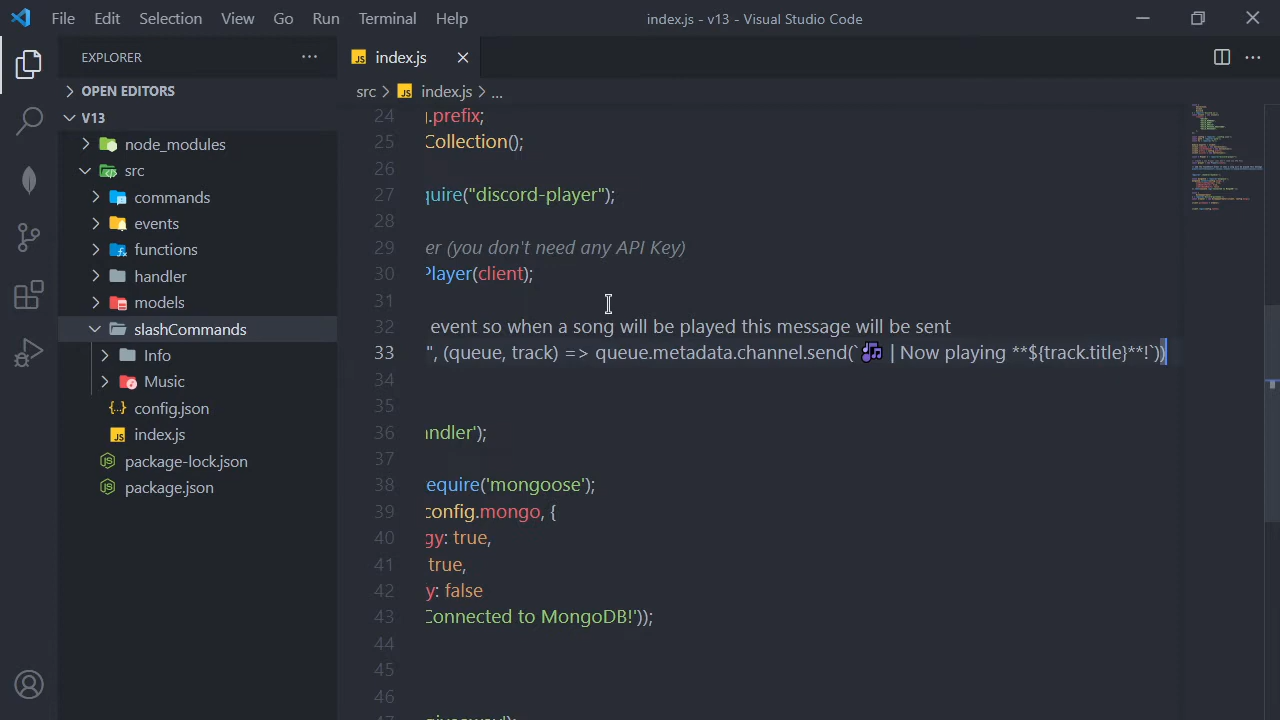 File Edit Selection View Go Run Terminal Help
index.js - v13 - Visual Studio Code
EXPLORER
OPEN EDITORS
V13
node_modules
src
commands
events
functions
handler
models
slashCommands
Info
Music
config.json
index.js
package-lock.json
package.json
JS index.js
src > JS index.js > ...
24 .prefix;
25 Collection();
26
27 quire("discord-player");
28
29 er (you don't need any API Key)
30 Player(client);
31
32 event so when a song will be played this message will be sent
33 ", (queue, track) => queue.metadata.channel.send(`🎶 | Now playing **${track.title}**!`))
34
35
36 andler');
37
38 equire('mongoose');
39 config.mongo, {
40 gy: true,
41 true,
42 y: false
43 Connected to MongoDB!'));
44
45
46